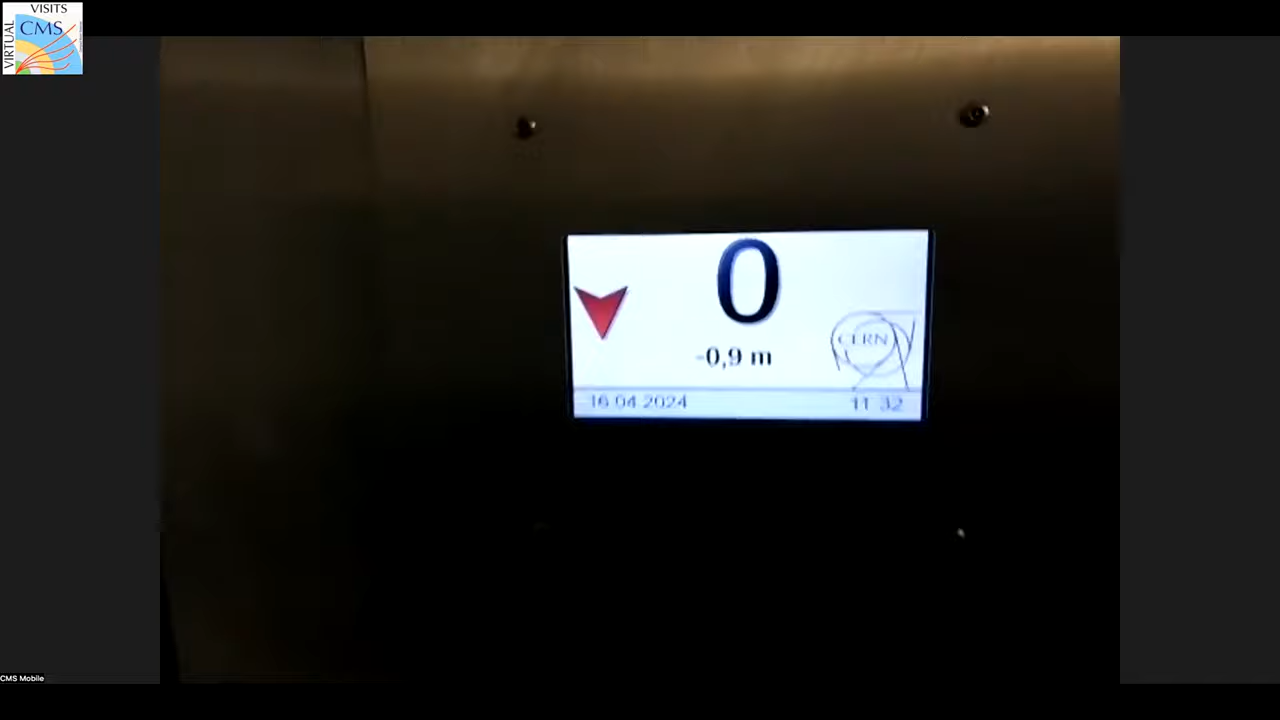 VISITS
CMS
VIRTUAL
0
-0,9 m
CERN
16.04.2024
11 32
CMS Mobile